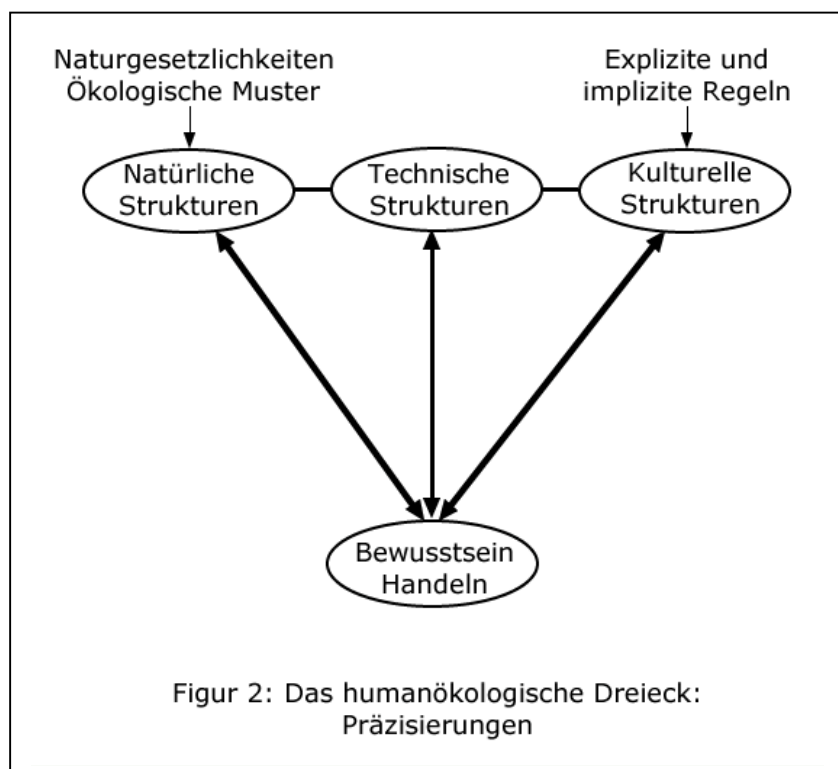 Naturgesetzlichkeiten
Ökologische Muster
Explizite und
implizite Regeln
Natürliche
Strukturen
Technische
Strukturen
Kulturelle
Strukturen
Bewusstsein
Handeln
Figur 2: Das humanökologische Dreieck:
Präzisierungen